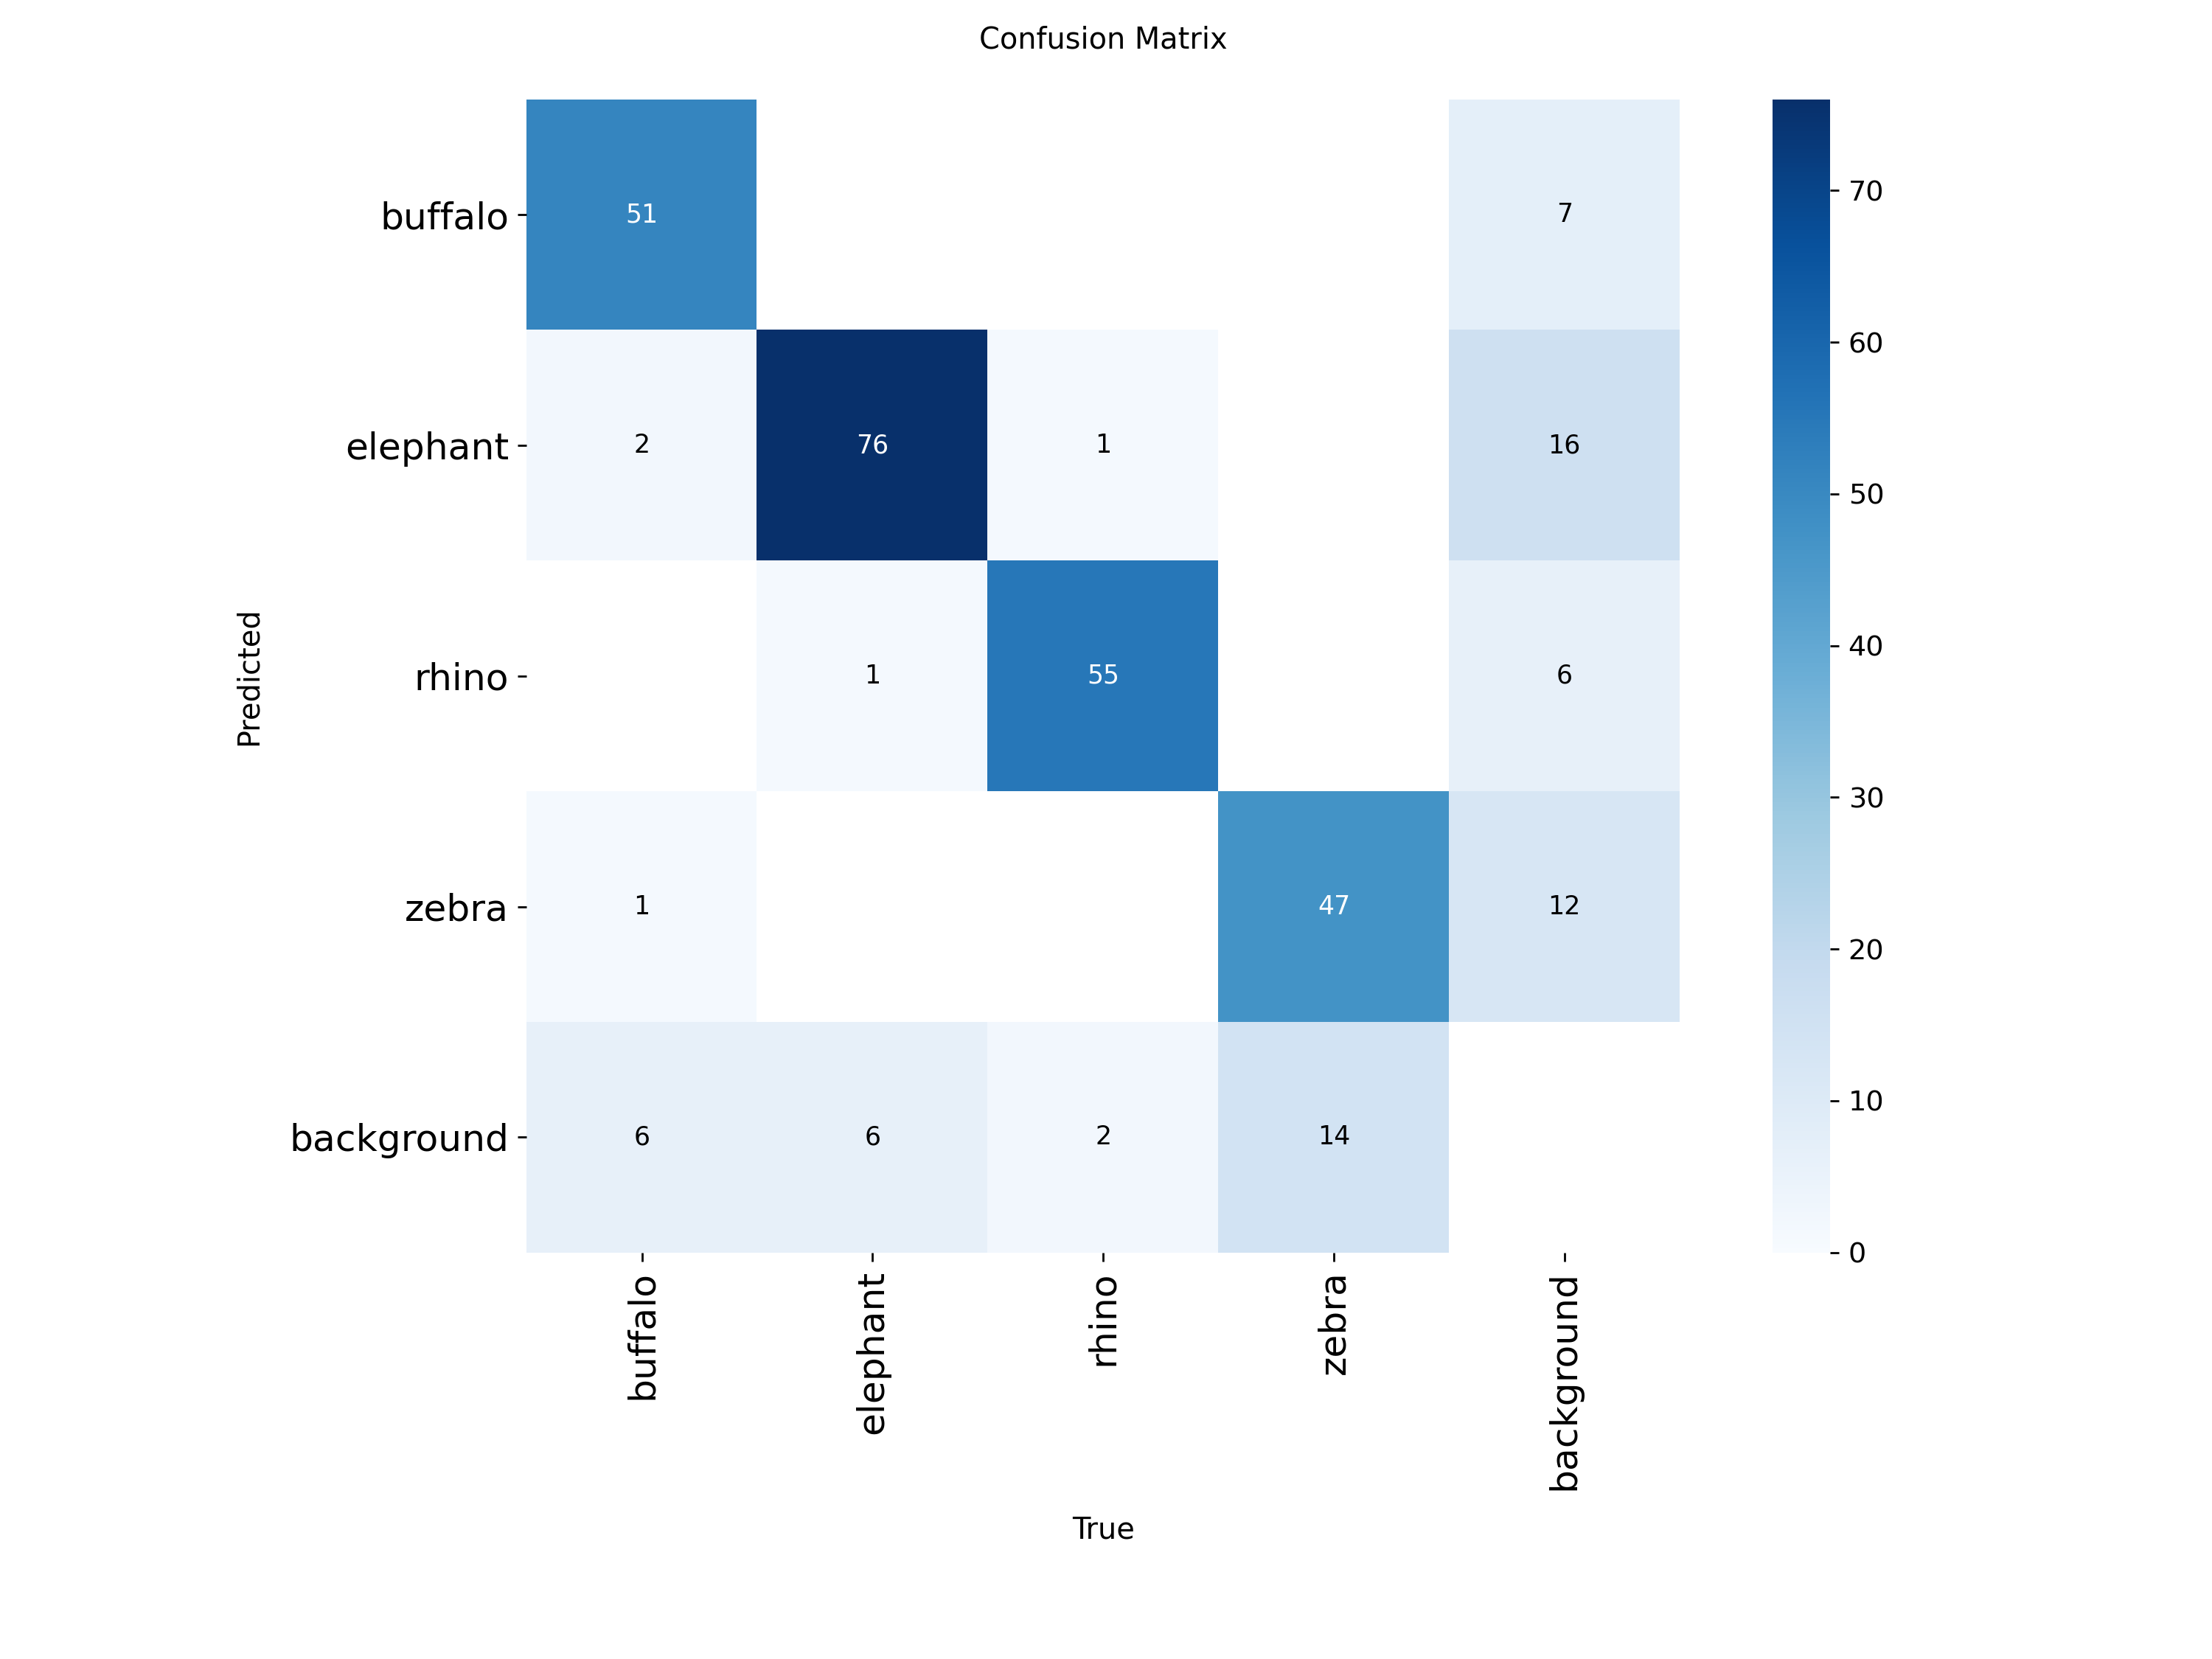 Confusion Matrix
buffalo
51
7
70
60
elephant
2
76
1
16
50
Predicted
rhino
1
55
6
40
30
zebra
1
47
12
20
background
6
6
2
14
10
0
buffalo
elephant
rhino
zebra
background
True